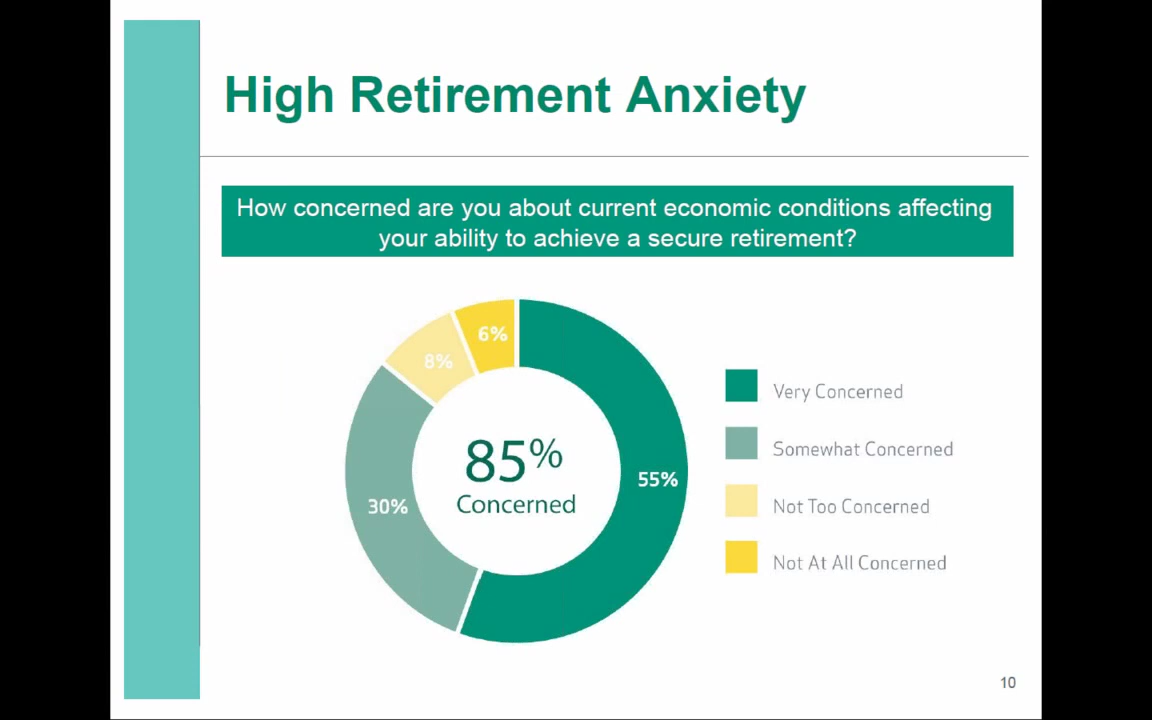 High Retirement Anxiety
How concerned are you about current economic conditions affecting
your ability to achieve a secure retirement?
6%
8%
85%
Concerned
55%
30%
Very Concerned
Somewhat Concerned
Not Too Concerned
Not At All Concerned
10